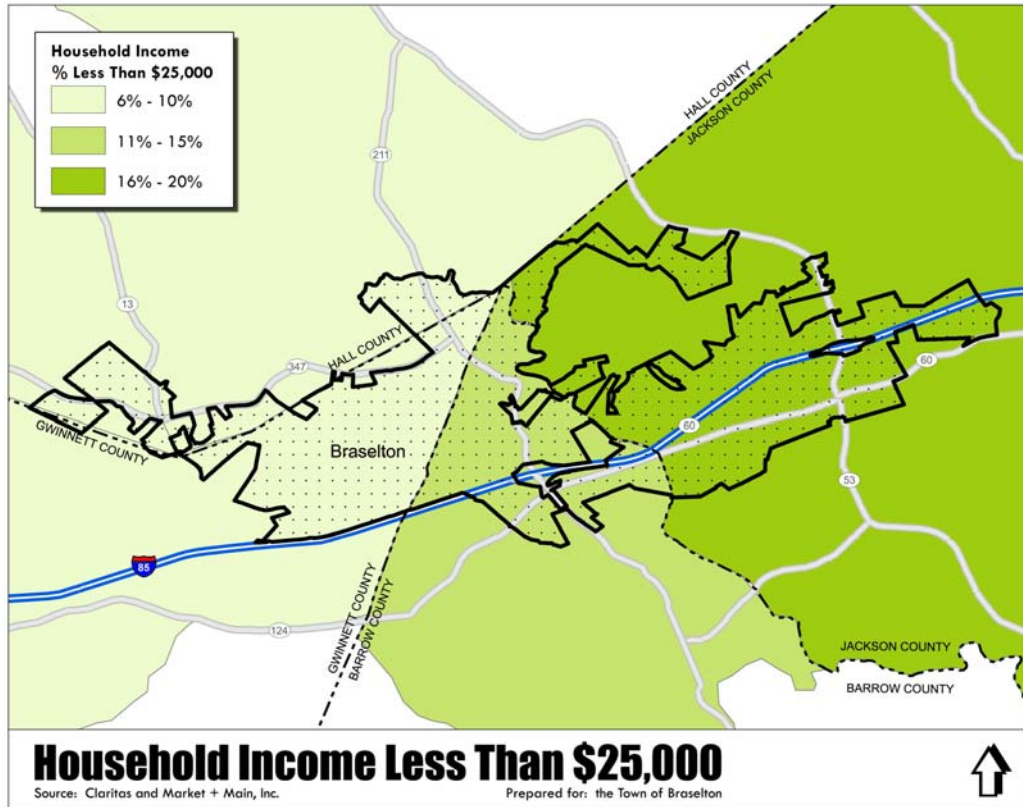 Household Income
% Less Than $25,000
6% - 10%
11% - 15%
16% - 20%
HALL COUNTY
JACKSON COUNTY
211
13
HALL COUNTY
347
60
GWINNETT COUNTY
Braselton
60
53
85
124
GWINNETT COUNTY
BARROW COUNTY
JACKSON COUNTY
BARROW COUNTY
Household Income Less Than $25,000
Source: Claritas and Market + Main, Inc.
Prepared for: the Town of Braselton